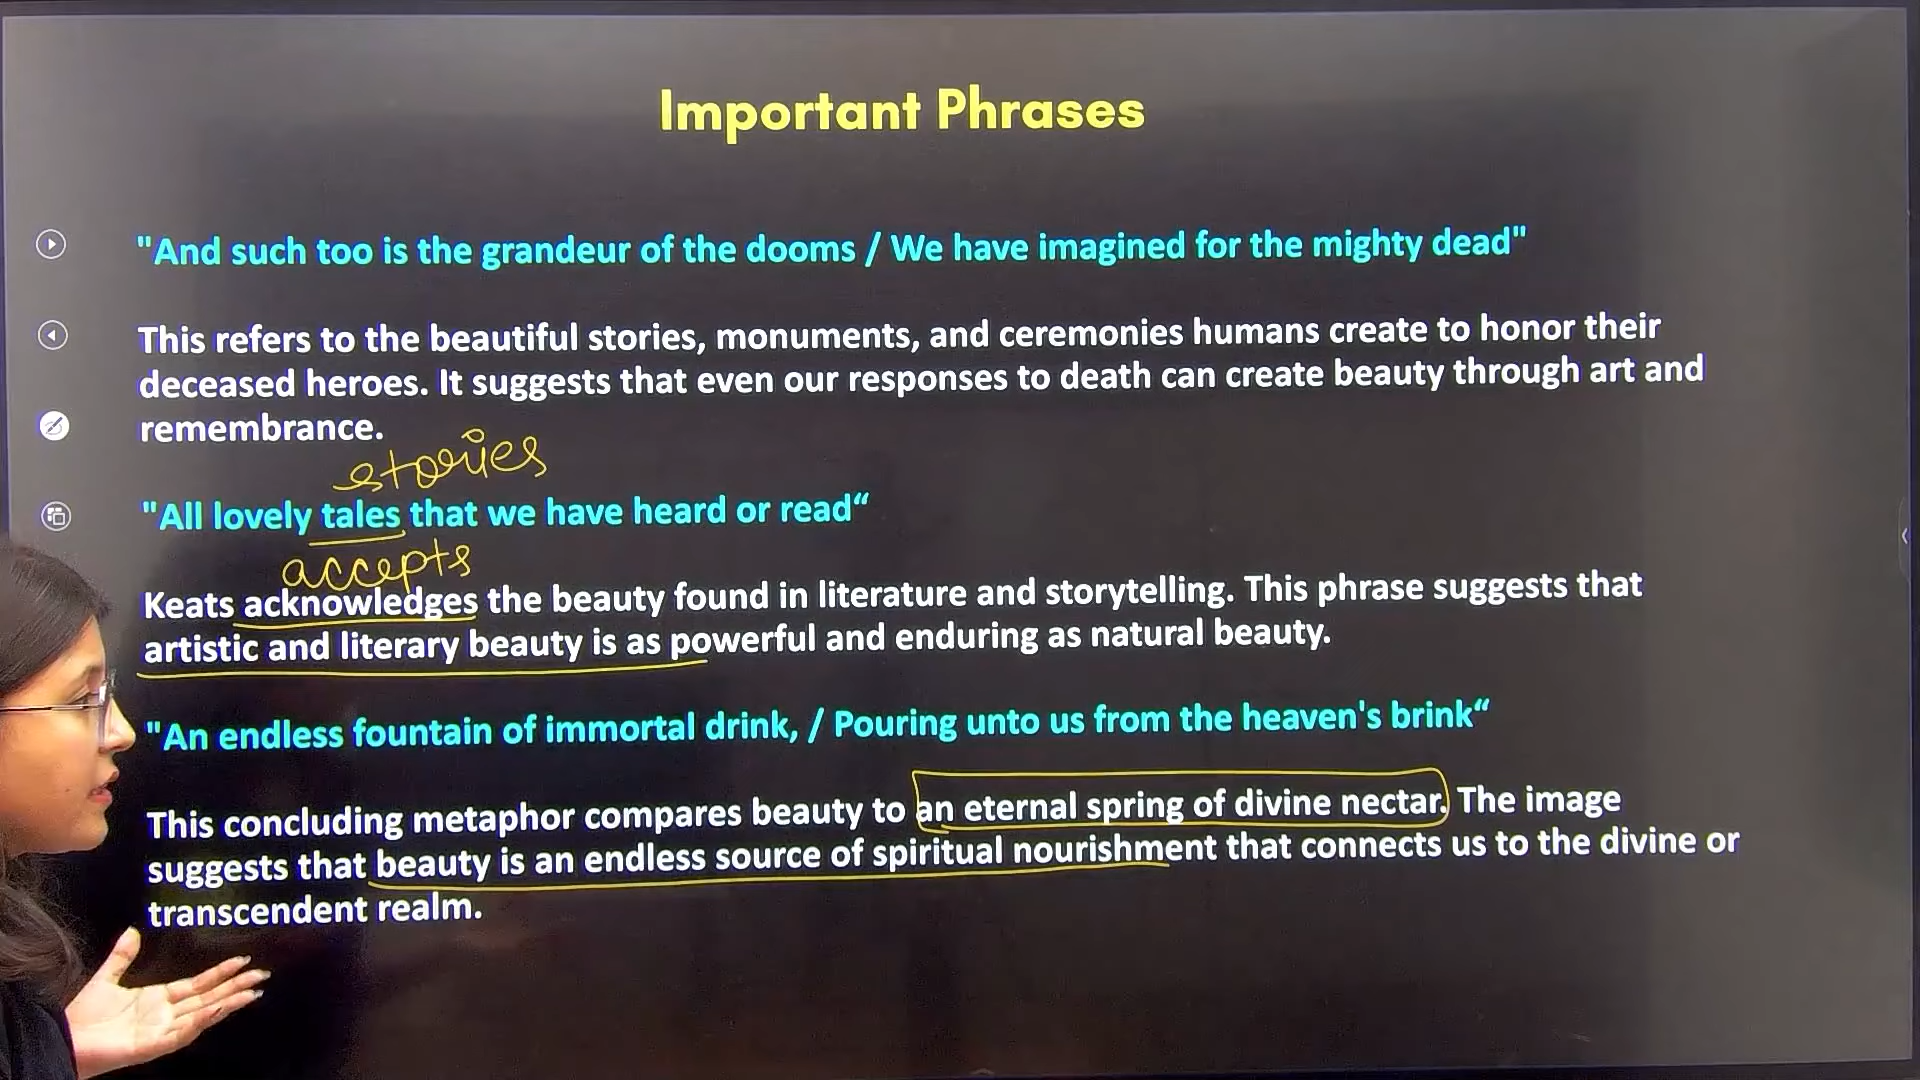 Important Phrases
"And such too is the grandeur of the dooms / We have imagined for the mighty dead"
This refers to the beautiful stories, monuments, and ceremonies humans create to honor their
deceased heroes. It suggests that even our responses to death can create beauty through art and
remembrance.
stories
"All lovely tales that we have heard or read“
accepts
Keats acknowledges the beauty found in literature and storytelling. This phrase suggests that
artistic and literary beauty is as powerful and enduring as natural beauty.
"An endless fountain of immortal drink, / Pouring unto us from the heaven's brink“
This concluding metaphor compares beauty to an eternal spring of divine nectar. The image
suggests that beauty is an endless source of spiritual nourishment that connects us to the divine or
transcendent realm.